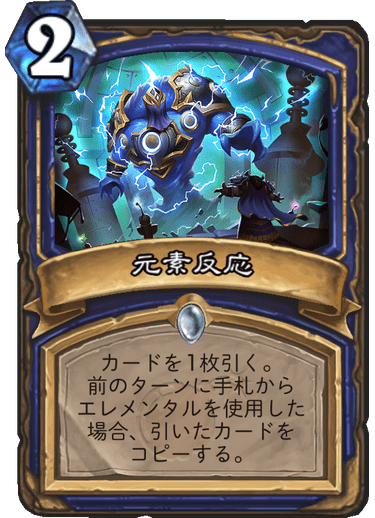 2
元素反応
カードを1枚引く。
前のターンに手札から
エレメンタルを使用した
場合、引いたカードを
コピーする。